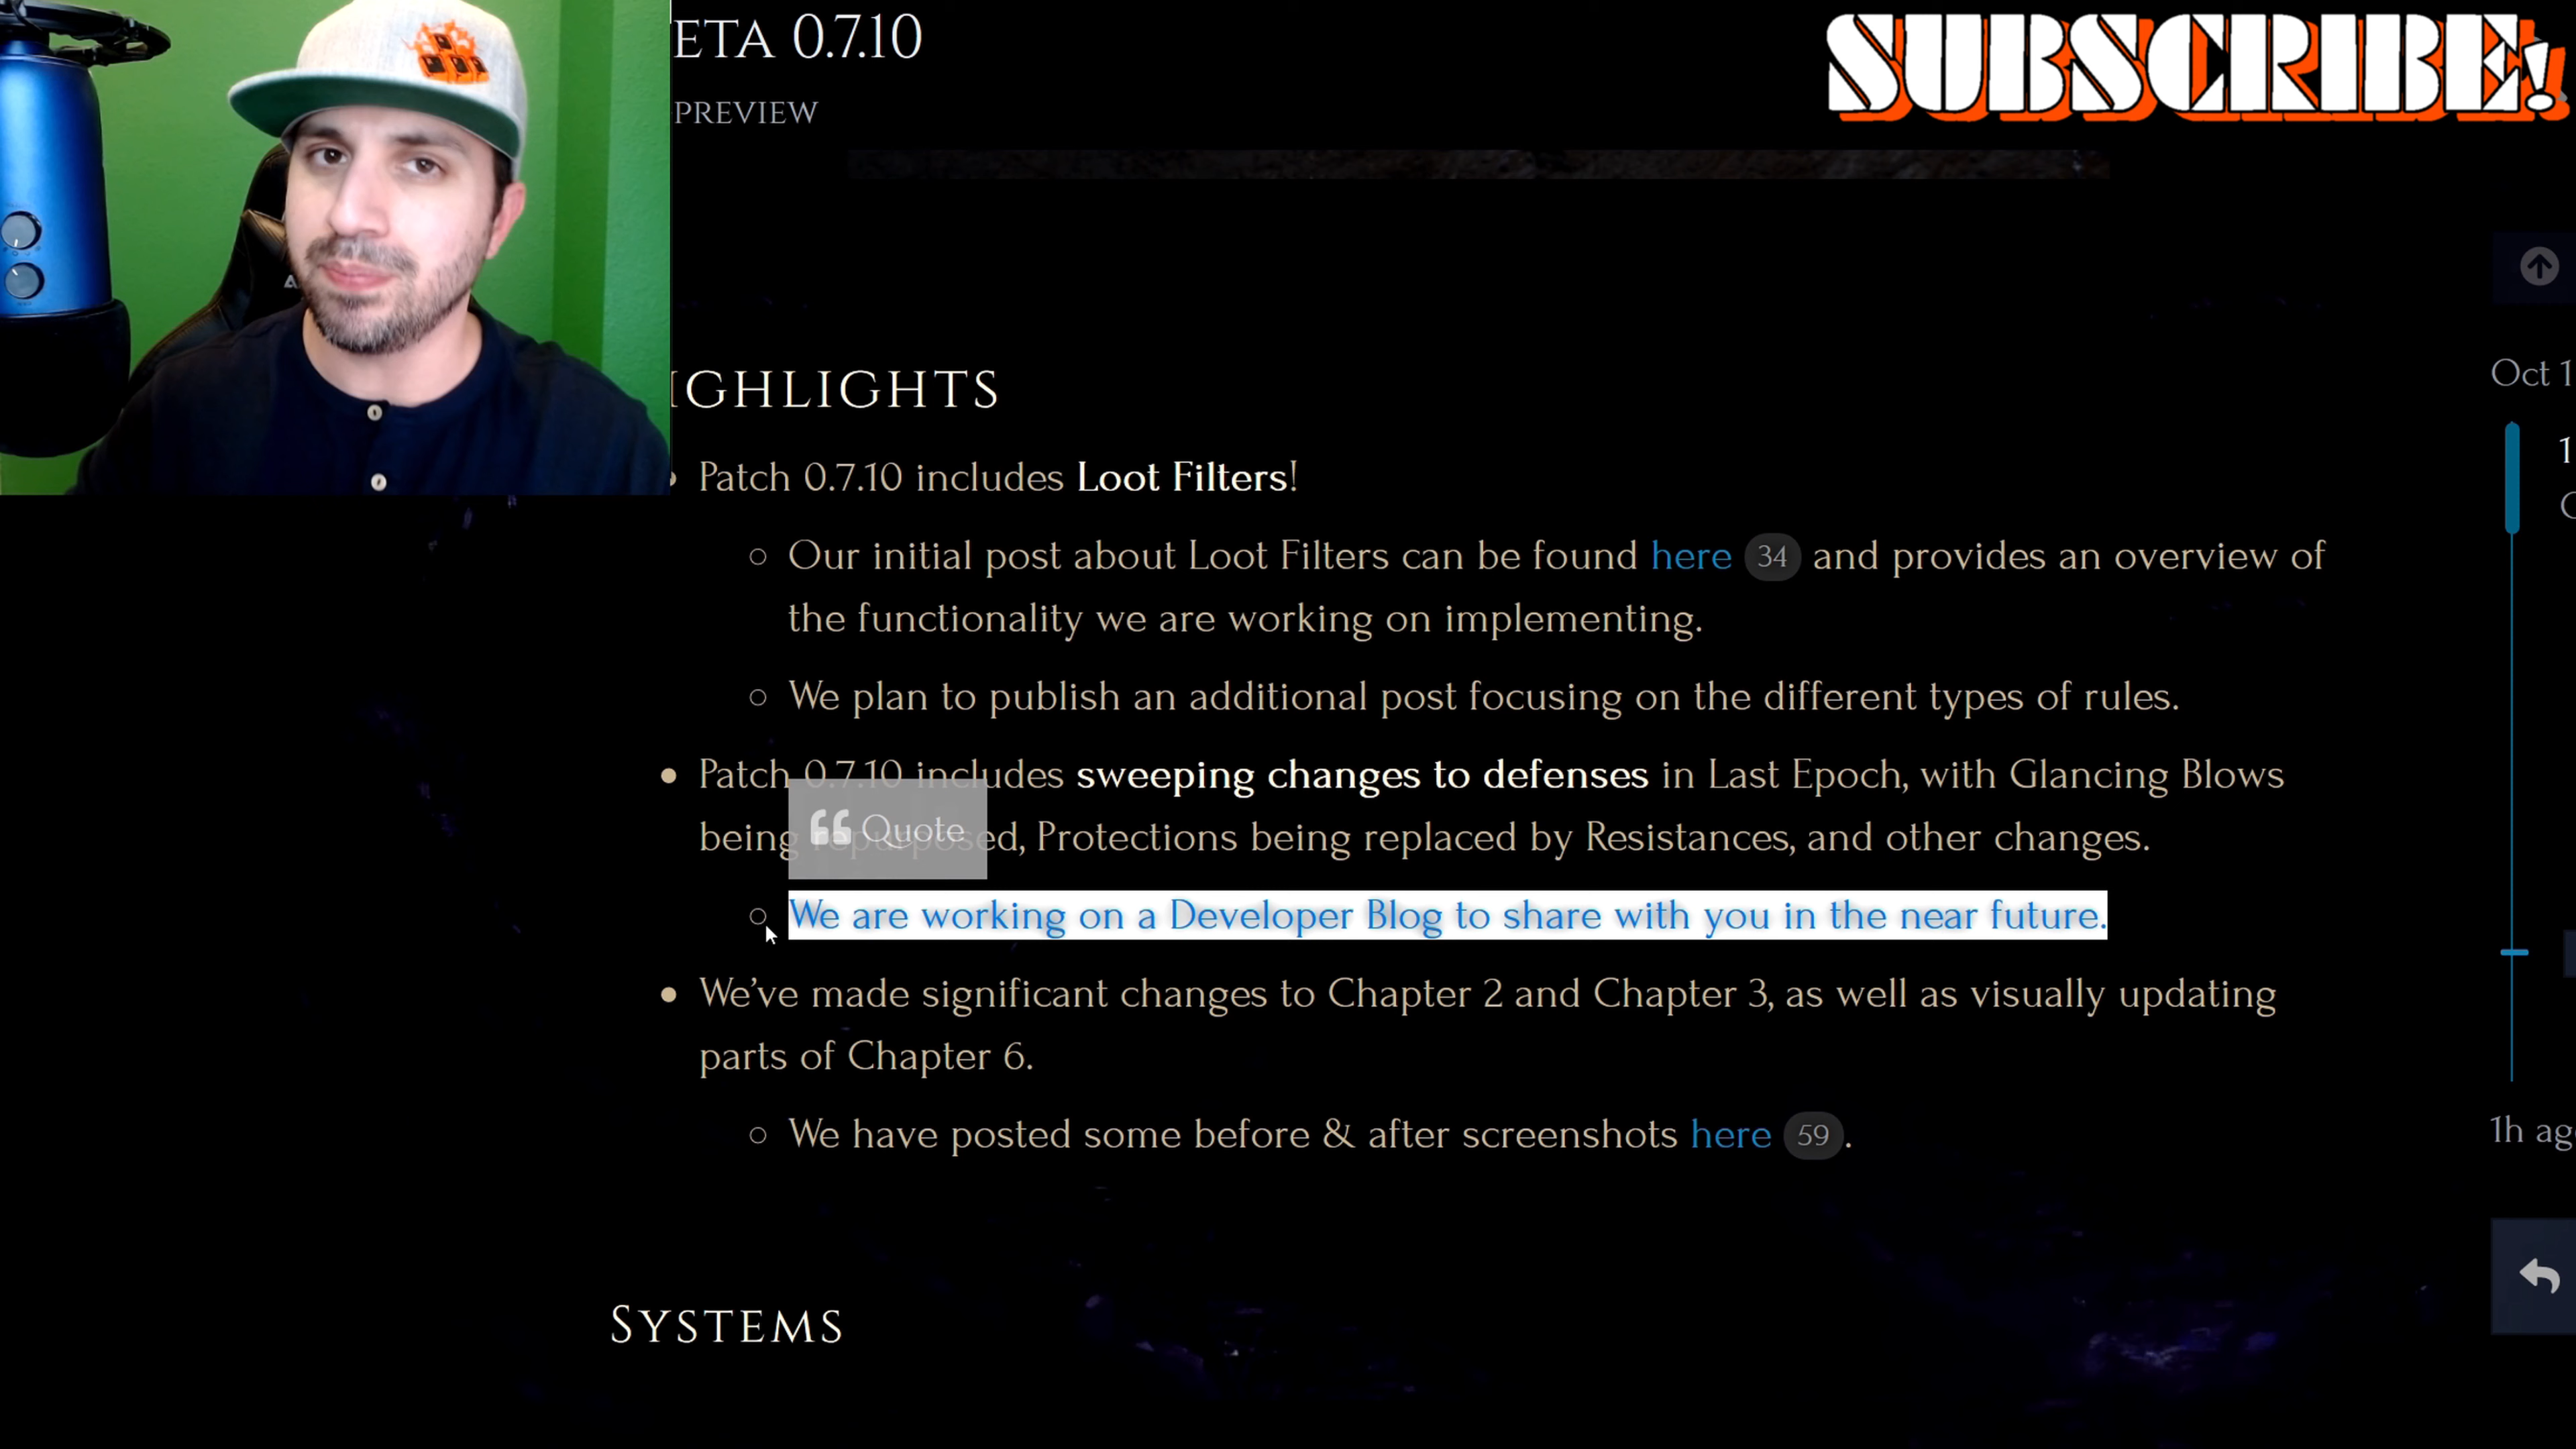 ETA 0.7.10
SUBSCRIBE!
PREVIEW
IGHLIGHTS
Oct 1
1
Patch 0.7.10 includes Loot Filters!
Our initial post about Loot Filters can be found here 34 and provides an overview of
the functionality we are working on implementing.
We plan to publish an additional post focusing on the different types of rules.
Patch 0.7.10 includes sweeping changes to defenses in Last Epoch, with Glancing Blows
being repurposed, Protections being replaced by Resistances, and other changes.
Quote
We are working on a Developer Blog to share with you in the near future.
We've made significant changes to Chapter 2 and Chapter 3, as well as visually updating
parts of Chapter 6.
We have posted some before & after screenshots here 59.
1h ag
Systems